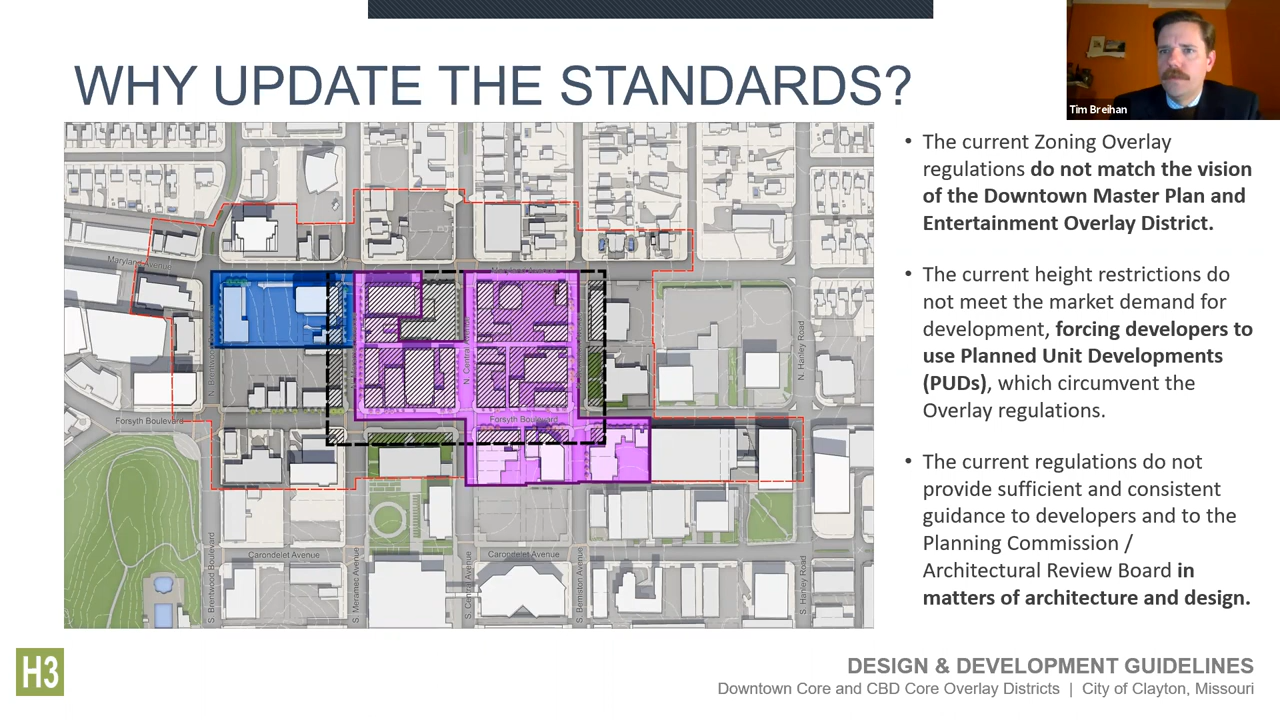 WHY UPDATE THE STANDARDS?
Tim Breihan
• The current Zoning Overlay
regulations do not match the vision
of the Downtown Master Plan and
Entertainment Overlay District.
• The current height restrictions do
not meet the market demand for
development, forcing developers to
use Planned Unit Developments
(PUDs), which circumvent the
Overlay regulations.
• The current regulations do not
provide sufficient and consistent
guidance to developers and to the
Planning Commission /
Architectural Review Board in
matters of architecture and design.
Maryland Avenue
N. Central Avenue
N. Hanley Road
Forsyth Boulevard
Forsyth Boulevard
Carondelet Avenue
Carondelet Avenue
S. Brentwood Boulevard
S. Meramec Avenue
S. Central Avenue
S. Bemiston Avenue
S. Hanley Road
H3
DESIGN & DEVELOPMENT GUIDELINES
Downtown Core and CBD Core Overlay Districts | City of Clayton, Missouri